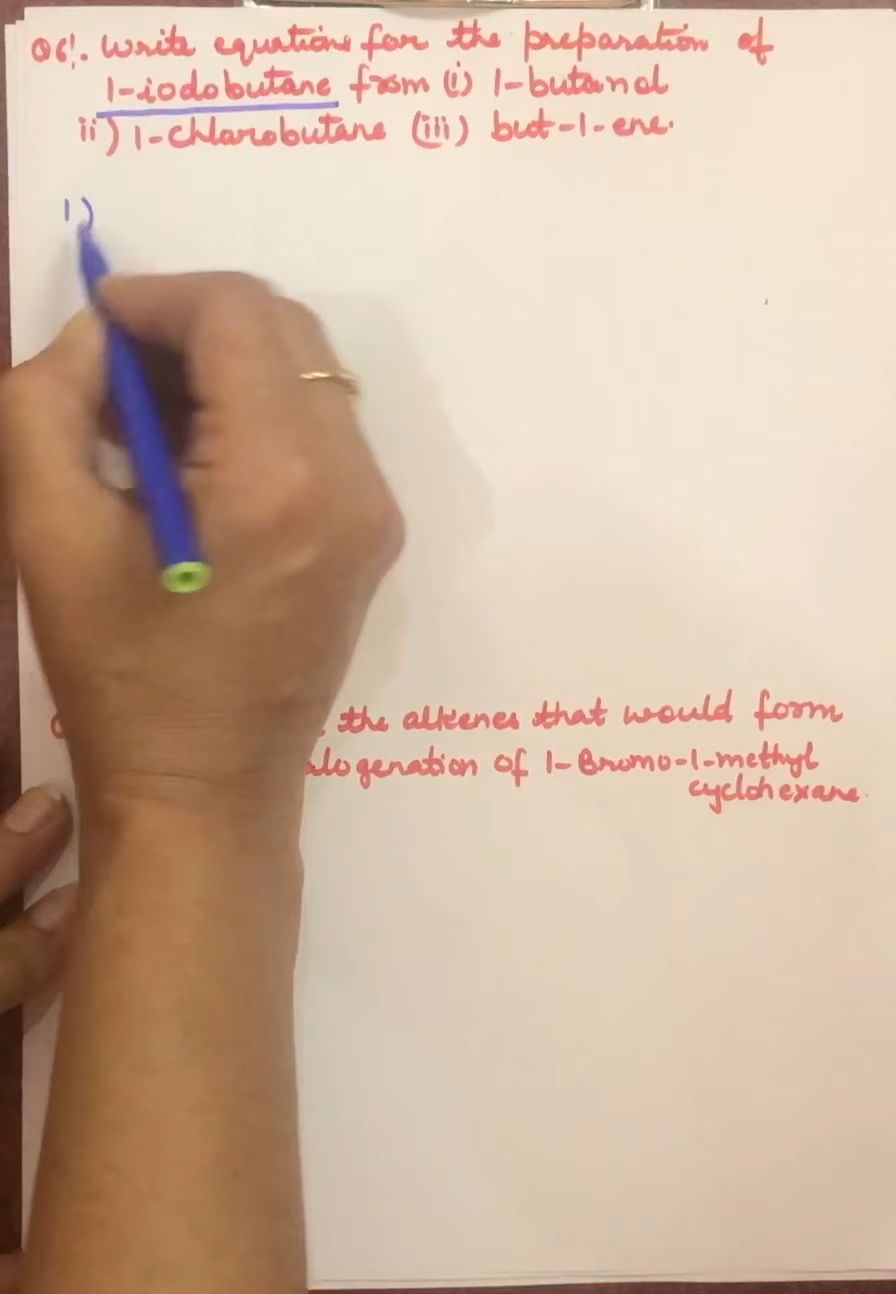 Q6!. Write equations for the preparation of
1-iodobutane from (i) 1-butanol
ii) 1-chlorobutane (iii) but-1-ene.
1)
the alkenes that would form
alogenation of 1-Bromo-1-methyl
cyclohexane.